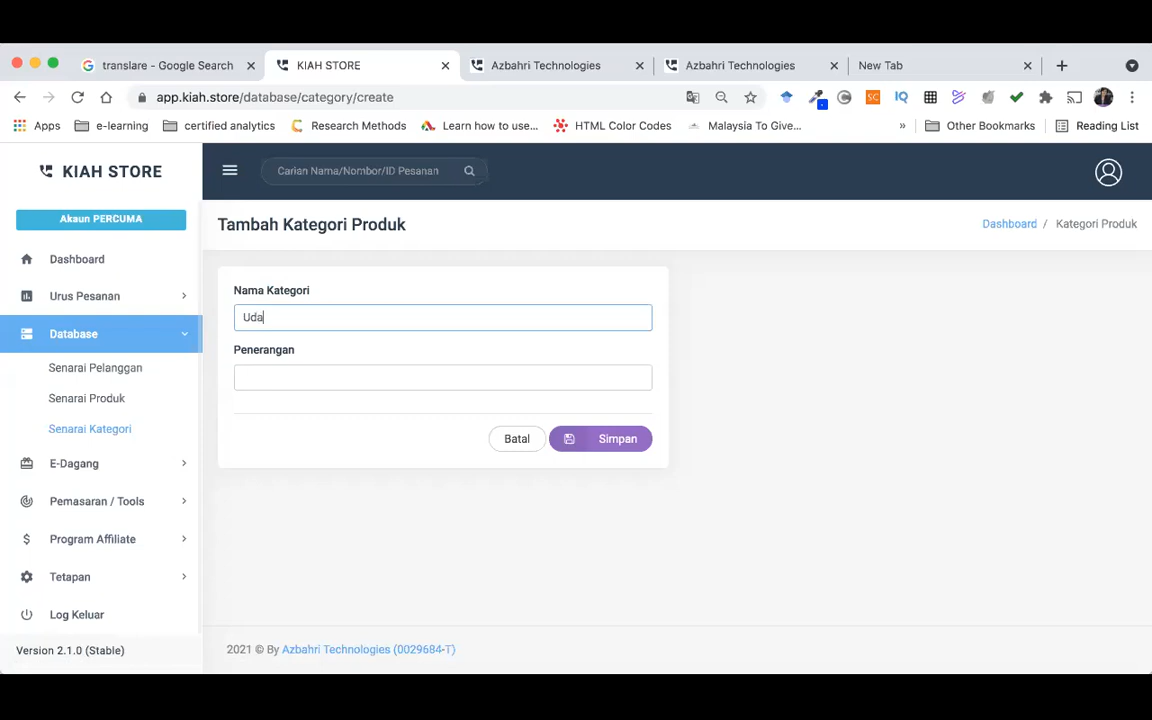 translare - Google Search
KIAH STORE
Azbahri Technologies
Azbahri Technologies
New Tab
app.kiah.store/database/category/create
Apps
e-learning
certified analytics
Research Methods
Learn how to use...
HTML Color Codes
Malaysia To Give...
»
Other Bookmarks
Reading List
KIAH STORE
Carian Nama/Nombor/ID Pesanan
Akaun PERCUMA
Tambah Kategori Produk
Dashboard / Kategori Produk
Dashboard
Urus Pesanan
Database
Senarai Pelanggan
Senarai Produk
Senarai Kategori
E-Dagang
Pemasaran / Tools
Program Affiliate
Tetapan
Log Keluar
Version 2.1.0 (Stable)
Nama Kategori
Uda
Penerangan
Batal
Simpan
2021 © By Azbahri Technologies (0029684-T)